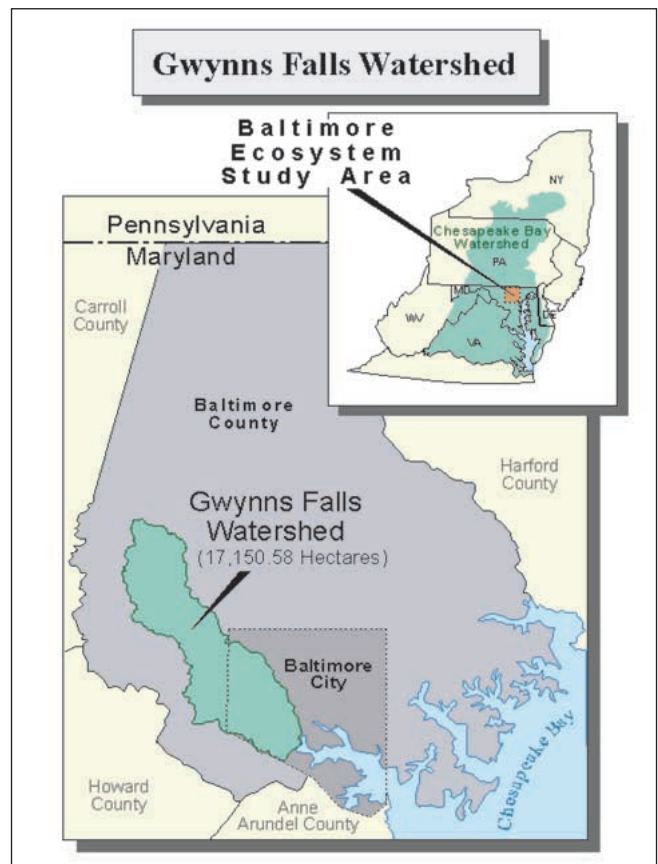 Gwynns Falls Watershed
Baltimore
Ecosystem
Study Area
NY
Chesapeake Bay
Watershed
PA
MD
DE
WV
VA
Pennsylvania
Maryland
Carroll
County
Baltimore
County
Harford
County
Gwynns Falls
Watershed
(17,150.58 Hectares)
Baltimore
City
Chesapeake Bay
Howard
County
Anne
Arundel County